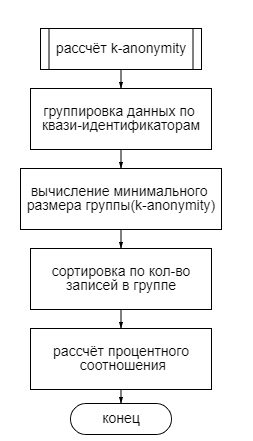 рассчёт k-anonymity
группировка данных по
квази-идентификаторам
вычисление минимального
размера группы(k-anonymity)
сортировка по кол-во
записей в группе
рассчёт процентного
соотношения
конец